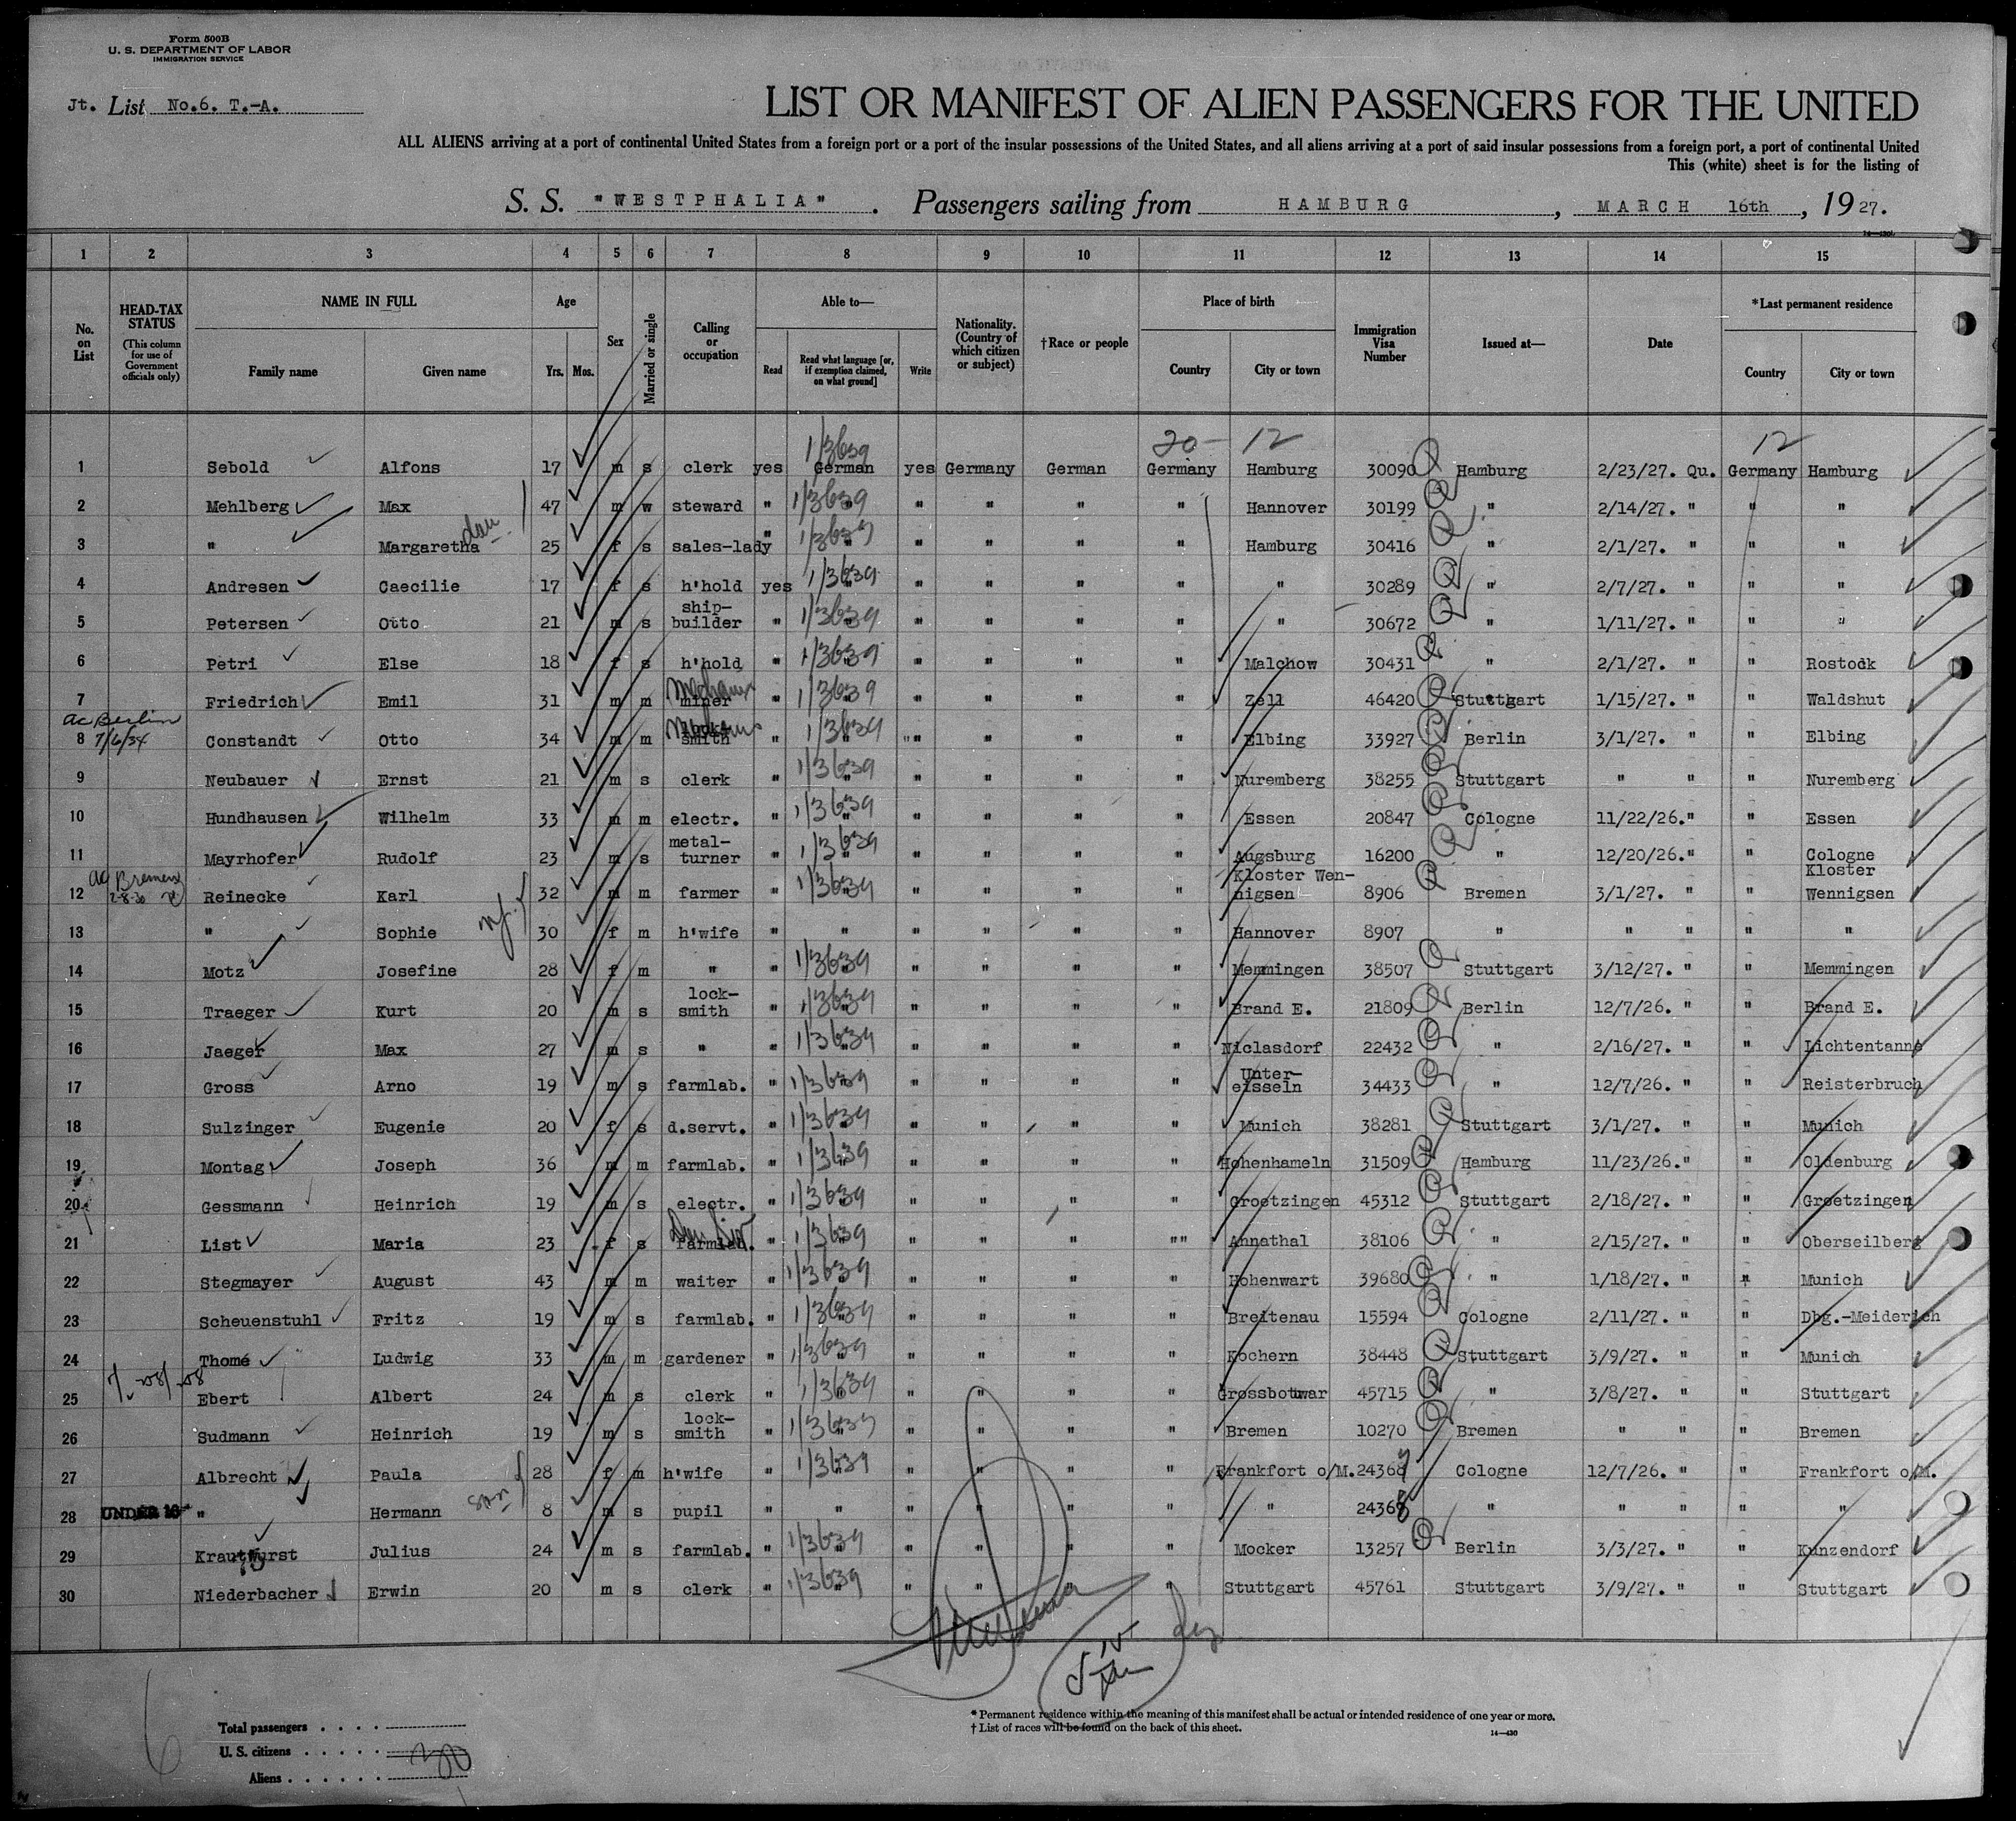 Form 500B
U. S. DEPARTMENT OF LABOR
IMMIGRATION SERVICE
Jt. List No.6. T.-A.
LIST OR MANIFEST OF ALIEN PASSENGERS FOR THE UNITED
ALL ALIENS arriving at a port of continental United States from a foreign port or a port of the insular possessions of the United States, and all aliens arriving at a port of said insular possessions from a foreign port, a port of continental United
This (white) sheet is for the listing of
S. S. "WESTPHALIA". Passengers sailing from HAMBURG, MARCH 16th, 1927.
1 2 3 4 5 6 7 8 9 10 11 12 13 14 15
No. on List
HEAD-TAX STATUS (This column for use of Government officials only)
NAME IN FULL
Family name Given name
Age
Yrs. Mos.
Sex
Married or single
Calling or occupation
Able to—
Read Read what language [or, if exemption claimed, on what ground] Write
Nationality. (Country of which citizen or subject)
†Race or people
Place of birth
Country City or town
Immigration Visa Number
Issued at—
Date
*Last permanent residence
Country City or town
20- 12 12
1 Sebold Alfons 17 m s clerk yes German yes Germany German Germany Hamburg 30090 Hamburg 2/23/27. Qu. Germany Hamburg
2 Mehlberg Max 47 m w steward " " " " " " Hannover 30199 " 2/14/27. " " "
3 " Margaretha dau 25 f s sales-lady " " " " " " Hamburg 30416 " 2/1/27. " " "
4 Andresen Caecilie 17 f s h'hold yes " " " " " " 30289 " 2/7/27. " " "
5 Petersen Otto 21 m s ship-builder " " " " " " " 30672 " 1/11/27. " " "
6 Petri Else 18 f s h'hold " " " " " " Malchow 30431 " 2/1/27. " " Rostock
7 Friedrich Emil 31 m m miner " " " " " " Zell 46420 Stuttgart 1/15/27. " " Waldshut
ac Berlin
8 7/6/34 Constandt Otto 34 m m smith " " " " " " Elbing 33927 Berlin 3/1/27. " " Elbing
9 Neubauer Ernst 21 m s clerk " " " " " " Nuremberg 38255 Stuttgart " " " Nuremberg
10 Hundhausen Wilhelm 33 m m electr. " " " " " " Essen 20847 Cologne 11/22/26. " " Essen
11 Mayrhofer Rudolf 23 m s metal-turner " " " " " " Augsburg 16200 " 12/20/26. " " Cologne
ac Bremen
12 2-8-30 Reinecke Karl 32 m m farmer " " " " " " Kloster Wen-nigsen 8906 Bremen 3/1/27. " " Kloster Wennigsen
13 " Sophie 30 f m h'wife " " " " " " Hannover 8907 " " " " "
14 Motz Josefine 28 f m " " " " " " " Memmingen 38507 Stuttgart 3/12/27. " " Memmingen
15 Traeger Kurt 20 m s lock-smith " " " " " " Brand E. 21809 Berlin 12/7/26. " " Brand E.
16 Jaeger Max 27 m s " " " " " " " Niclasdorf 22432 " 2/16/27. " " Lichtentanne
17 Gross Arno 19 m s farmlab. " " " " " " Unter-eisseln 34433 " 12/7/26. " " Reisterbruch
18 Sulzinger Eugenie 20 f s d.servt. " " " " " " Munich 38281 Stuttgart 3/1/27. " " Munich
19 Montag Joseph 36 m m farmlab. " " " " " " Hohenhameln 31509 Hamburg 11/23/26. " " Oldenburg
20 Gessmann Heinrich 19 m s electr. " " " " " " Groetzingen 45312 Stuttgart 2/18/27. " " Groetzingen
21 List Maria 23 f s farmlab. " " " " " "" Annathal 38106 " 2/15/27. " " Oberseilberg
22 Stegmayer August 43 m m waiter " " " " " " Hohenwart 39680 " 1/18/27. " " Munich
23 Scheuenstuhl Fritz 19 m s farmlab. " " " " " " Breitenau 15594 Cologne 2/11/27. " " Dbg.-Meiderich
24 Thomé Ludwig 33 m m gardener " " " " " " Kochern 38448 Stuttgart 3/9/27. " " Munich
25 Ebert Albert 24 m s clerk " " " " " " Grossbottwar 45715 " 3/8/27. " " Stuttgart
26 Sudmann Heinrich 19 m s lock-smith " " " " " " Bremen 10270 Bremen " " " Bremen
27 Albrecht Paula 28 f m h'wife " " " " " " Frankfort o/M. 24367 Cologne 12/7/26. " " Frankfort o/M.
28 UNDER 16 " Hermann son 8 m s pupil " " " " " " " 24368 " " " " "
29 Krautwurst Julius 24 m s farmlab. " " " " " " Mocker 13257 Berlin 3/3/27. " " Kunzendorf
30 Niederbacher Erwin 20 m s clerk " " " " " " Stuttgart 45761 Stuttgart 3/9/27. " " Stuttgart
* Permanent residence within the meaning of this manifest shall be actual or intended residence of one year or more.
† List of races will be found on the back of this sheet.
14—430
Total passengers . . . .
U. S. citizens . . . . .
Aliens . . . . . . 30
6